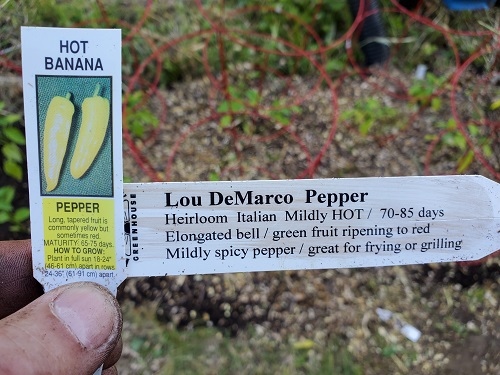 HOT
BANANA
PEPPER
Long, tapered fruit is
commonly yellow but
sometimes red.
MATURITY: 65-75 days.
HOW TO GROW:
Plant in full sun 18-24"
(46-61 cm) apart in rows
24-36" (61-91 cm) apart.
GREENHOUSE
Lou DeMarco Pepper
Heirloom Italian Mildly HOT / 70-85 days
Elongated bell / green fruit ripening to red
Mildly spicy pepper / great for frying or grilling